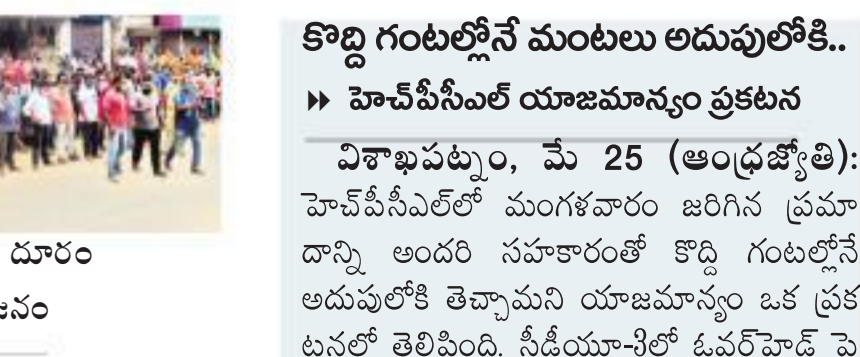 దూరం
జనం
కొద్ది గంటల్లోనే మంటలు అదుపులోకి..
హెచ్‌పీసీఎల్ యాజమాన్యం ప్రకటన
విశాఖపట్నం, మే 25 (ఆంధ్రజ్యోతి):
హెచ్‌పీసీఎల్‌లో మంగళవారం జరిగిన ప్రమా
దాన్ని అందరి సహకారంతో కొద్ది గంటల్లోనే
అదుపులోకి తెచ్చామని యాజమాన్యం ఒక ప్రక
టనలో తెలిపింది. సీడీయూ-3లో ఓవర్‌హెడ్ పై